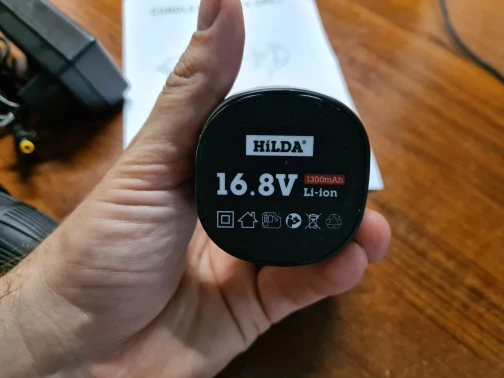 HiLDA
16.8V
1300mAh
Li-ion